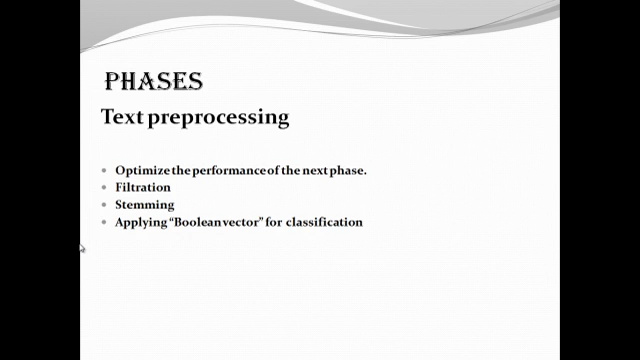 PHASES
Text preprocessing
• Optimize the performance of the next phase.
• Filtration
• Stemming
• Applying “Boolean vector” for classification